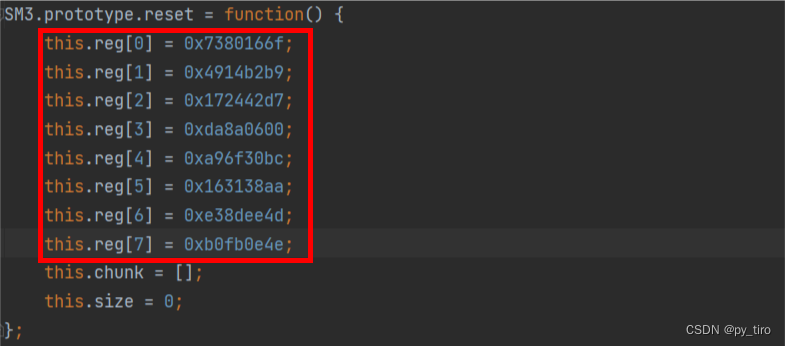 SM3.prototype.reset = function() {
this.reg[0] = 0x7380166f;
this.reg[1] = 0x4914b2b9;
this.reg[2] = 0x172442d7;
this.reg[3] = 0xda8a0600;
this.reg[4] = 0xa96f30bc;
this.reg[5] = 0x163138aa;
this.reg[6] = 0xe38dee4d;
this.reg[7] = 0xb0fb0e4e;
this.chunk = [];
this.size = 0;
};
CSDN @py_tiro